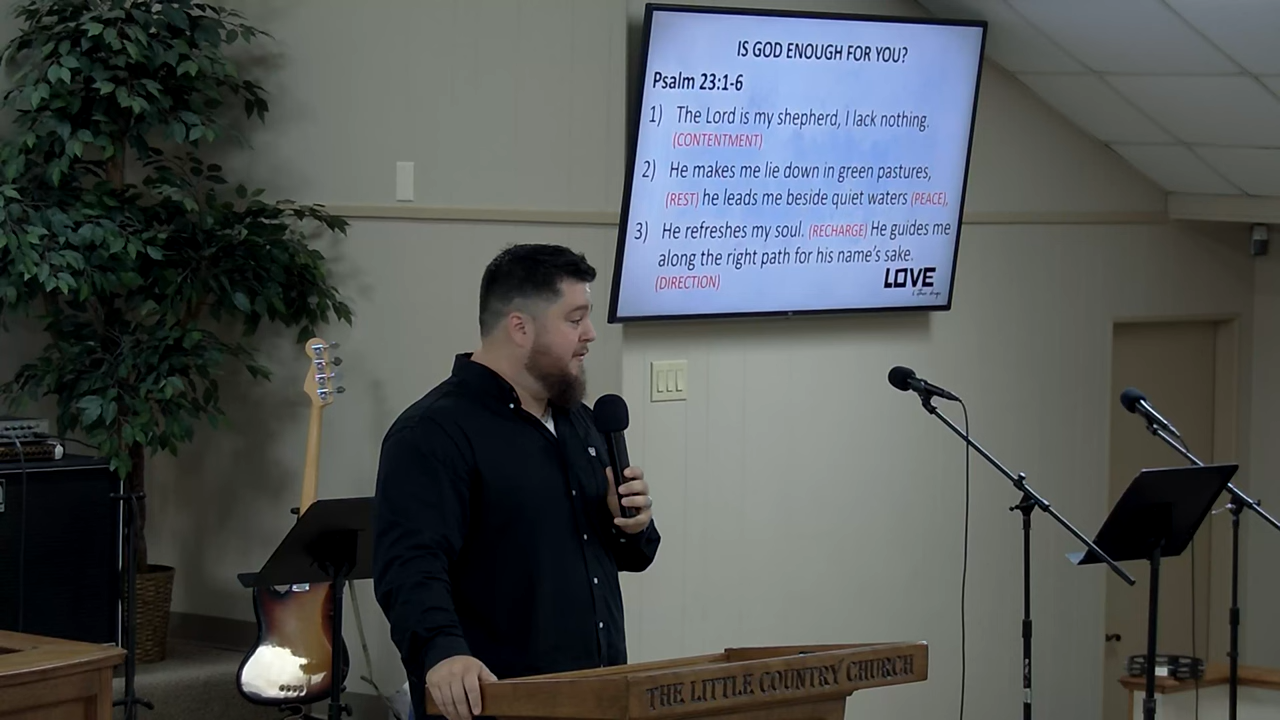 IS GOD ENOUGH FOR YOU?
Psalm 23:1-6
1) The Lord is my shepherd, I lack nothing.
(CONTENTMENT)
2) He makes me lie down in green pastures,
(REST) he leads me beside quiet waters (PEACE),
3) He refreshes my soul. (RECHARGE) He guides me
along the right path for his name's sake.
(DIRECTION)
LOVE
THE LITTLE COUNTRY CHURCH